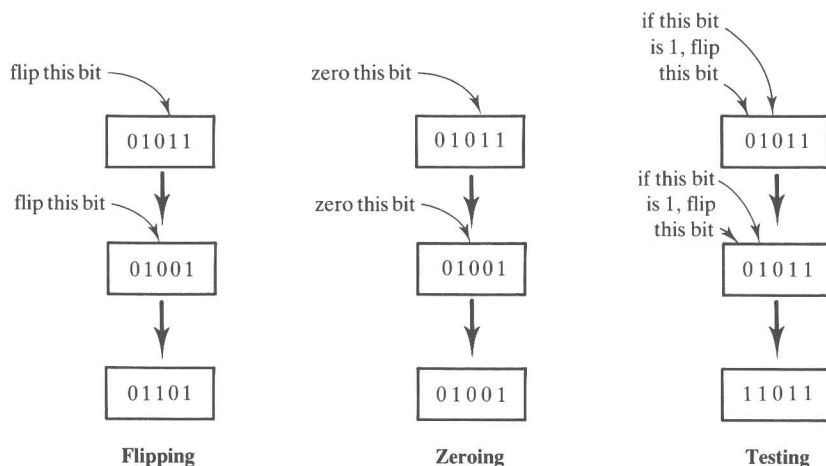 flip this bit
01011
flip this bit
01001
01101
Flipping
zero this bit
01011
zero this bit
01001
01001
Zeroing
if this bit
is 1, flip
this bit
01011
if this bit
is 1, flip
this bit
01011
11011
Testing